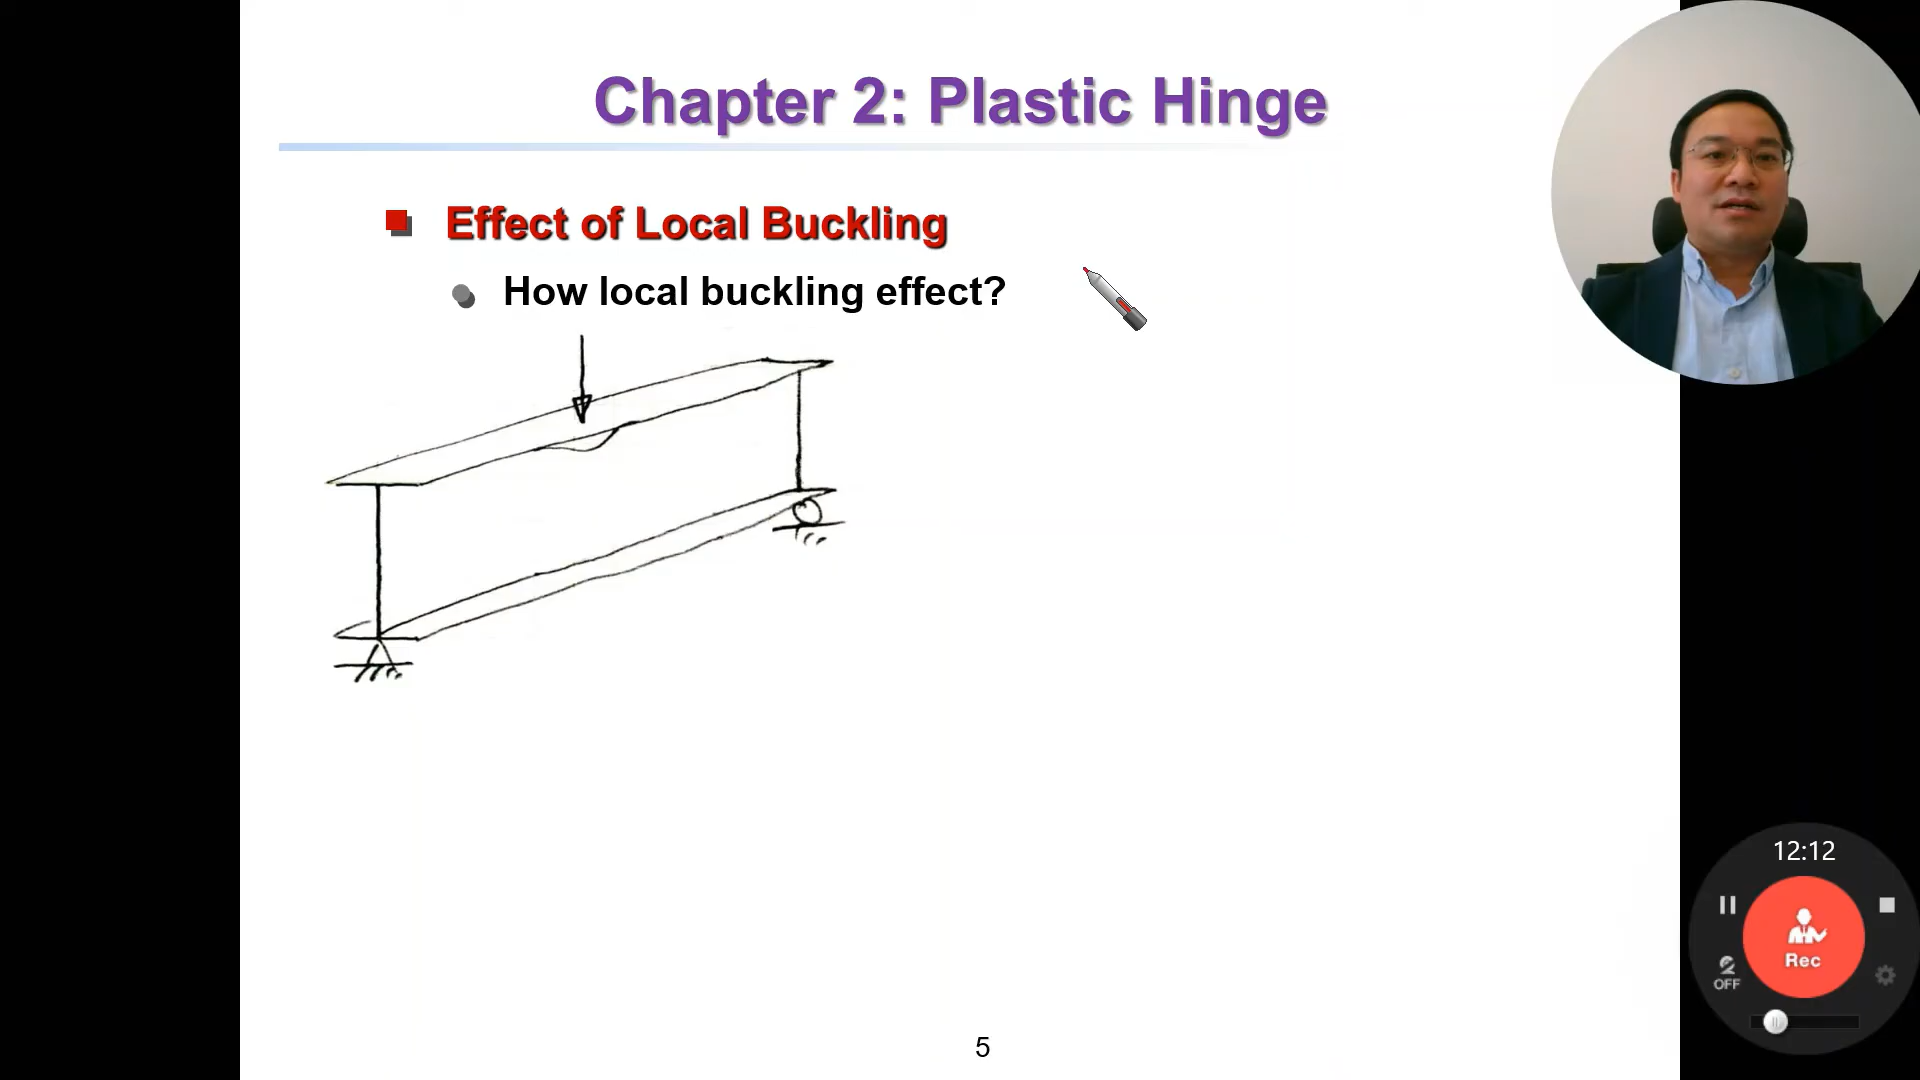 Chapter 2: Plastic Hinge
Effect of Local Buckling
How local buckling effect?
12:12
Rec
OFF
5